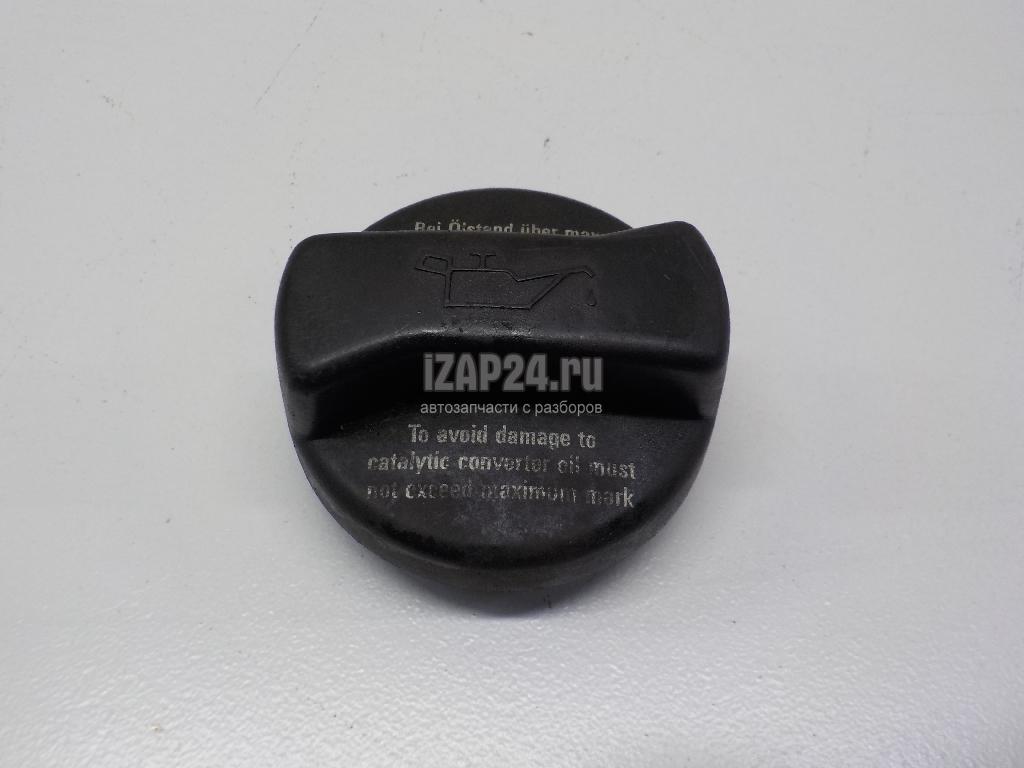 Bei Ölstand über max
iZAP24.ru
автозапчасти с разборов
To avoid damage to
catalytic converter oil must
not exceed maximum mark